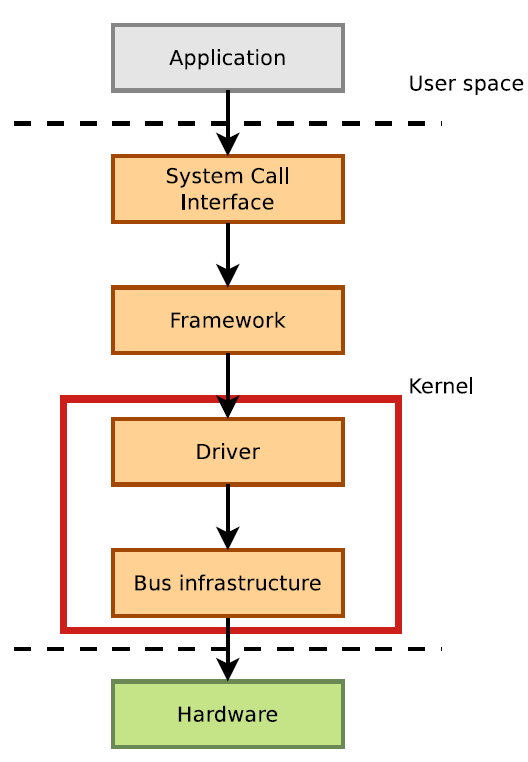 Application
User space
System Call
Interface
Framework
Kernel
Driver
Bus infrastructure
Hardware